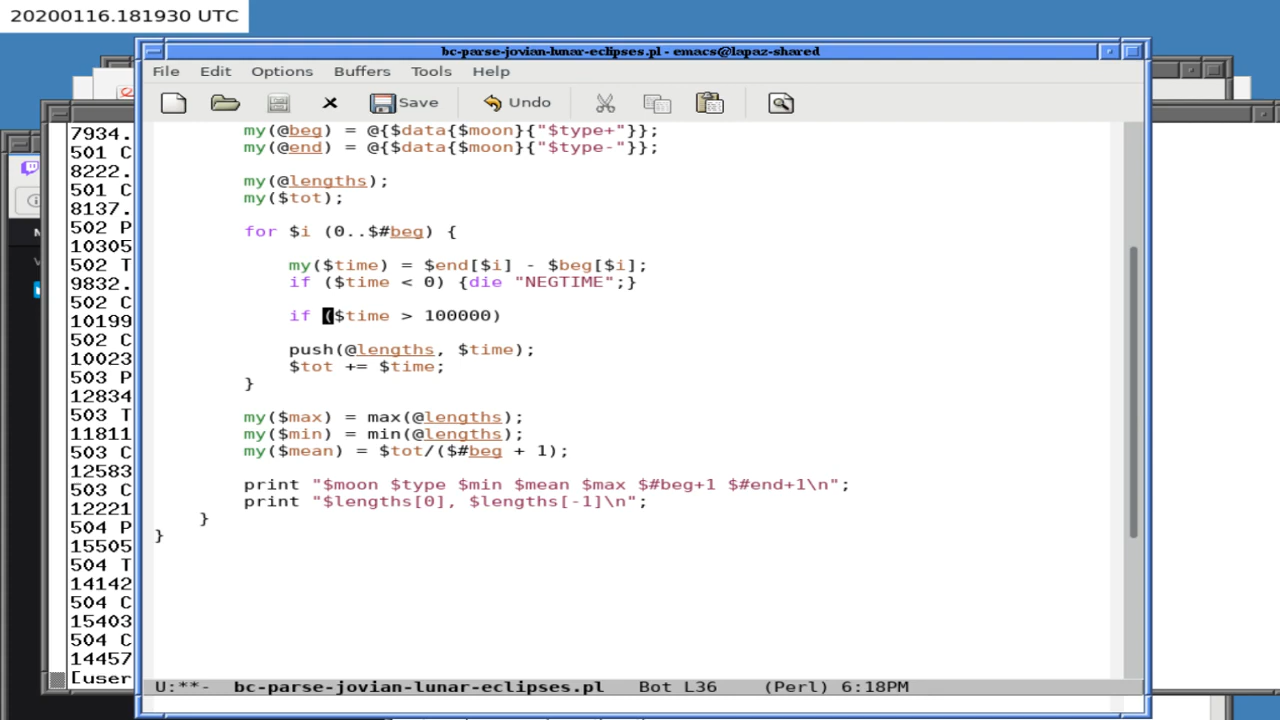 20200116.181930 UTC
bc-parse-jovian-lunar-eclipses.pl - emacs@lapaz-shared
File Edit Options Buffers Tools Help
Save Undo
my(@beg) = @{$data{$moon}{"$type+"}};
my(@end) = @{$data{$moon}{"$type-"}};
my(@lengths);
my($tot);
for $i (0..$#beg) {
my($time) = $end[$i] - $beg[$i];
if ($time < 0) {die "NEGTIME";}
if ($time > 100000)
push(@lengths, $time);
$tot += $time;
}
my($max) = max(@lengths);
my($min) = min(@lengths);
my($mean) = $tot/($#beg + 1);
print "$moon $type $min $mean $max $#beg+1 $#end+1\n";
print "$lengths[0], $lengths[-1]\n";
}
}
U:**- bc-parse-jovian-lunar-eclipses.pl Bot L36 (Perl) 6:18PM
7934.
501 C
8222.
501 C
8137.
502 P
10305
502 T
9832.
502 C
10199
502 C
10023
503 P
12834
503 T
11811
503 C
12583
503 C
12221
504 P
15505
504 T
14142
504 C
15403
504 C
14457
[user